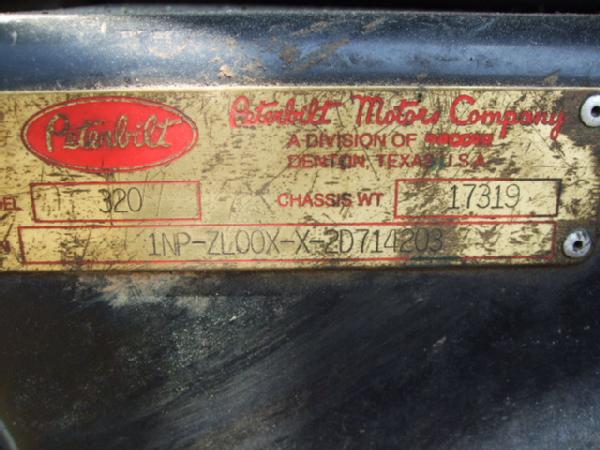 Peterbilt
Peterbilt Motors Company
A DIVISION OF PACCAR
DENTON, TEXAS U.S.A.
EL 320 CHASSIS WT 17319
N 1NP-ZL00X-X-2D714203